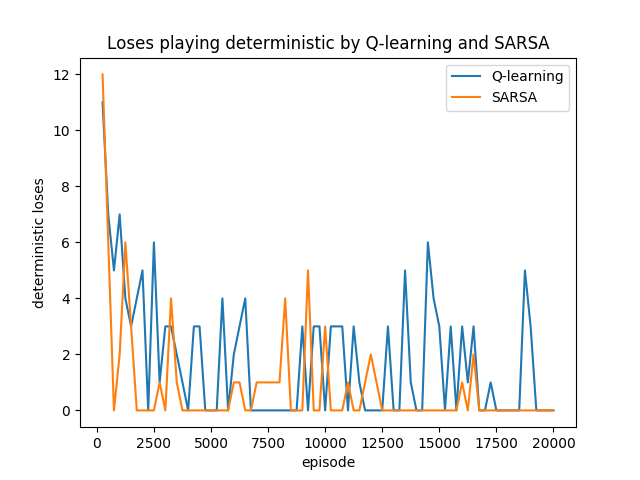 Loses playing deterministic by Q-learning and SARSA
Q-learning
SARSA
deterministic loses
12
10
8
6
4
2
0
0 2500 5000 7500 10000 12500 15000 17500 20000
episode